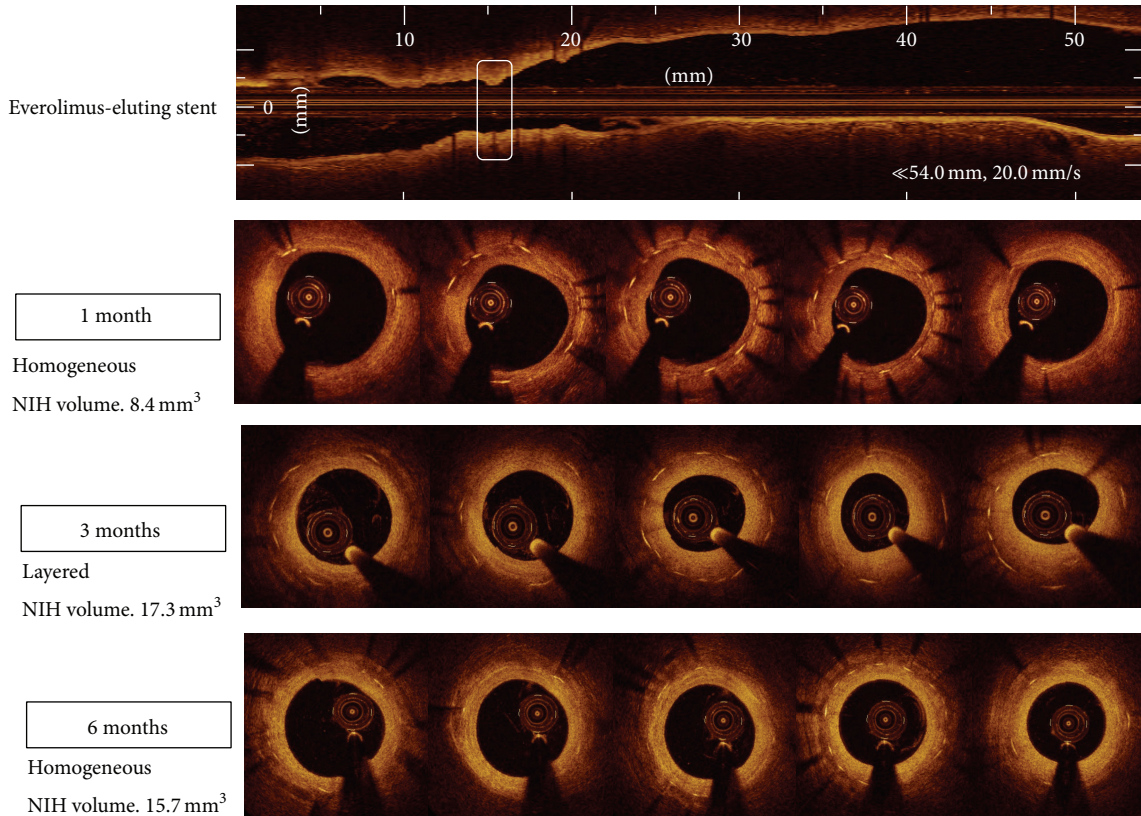 10 20 30 40 50
(mm)
Everolimus-eluting stent
0
(mm)
≪54.0 mm, 20.0 mm/s
1 month
Homogeneous
NIH volume. 8.4 mm³
3 months
Layered
NIH volume. 17.3 mm³
6 months
Homogeneous
NIH volume. 15.7 mm³